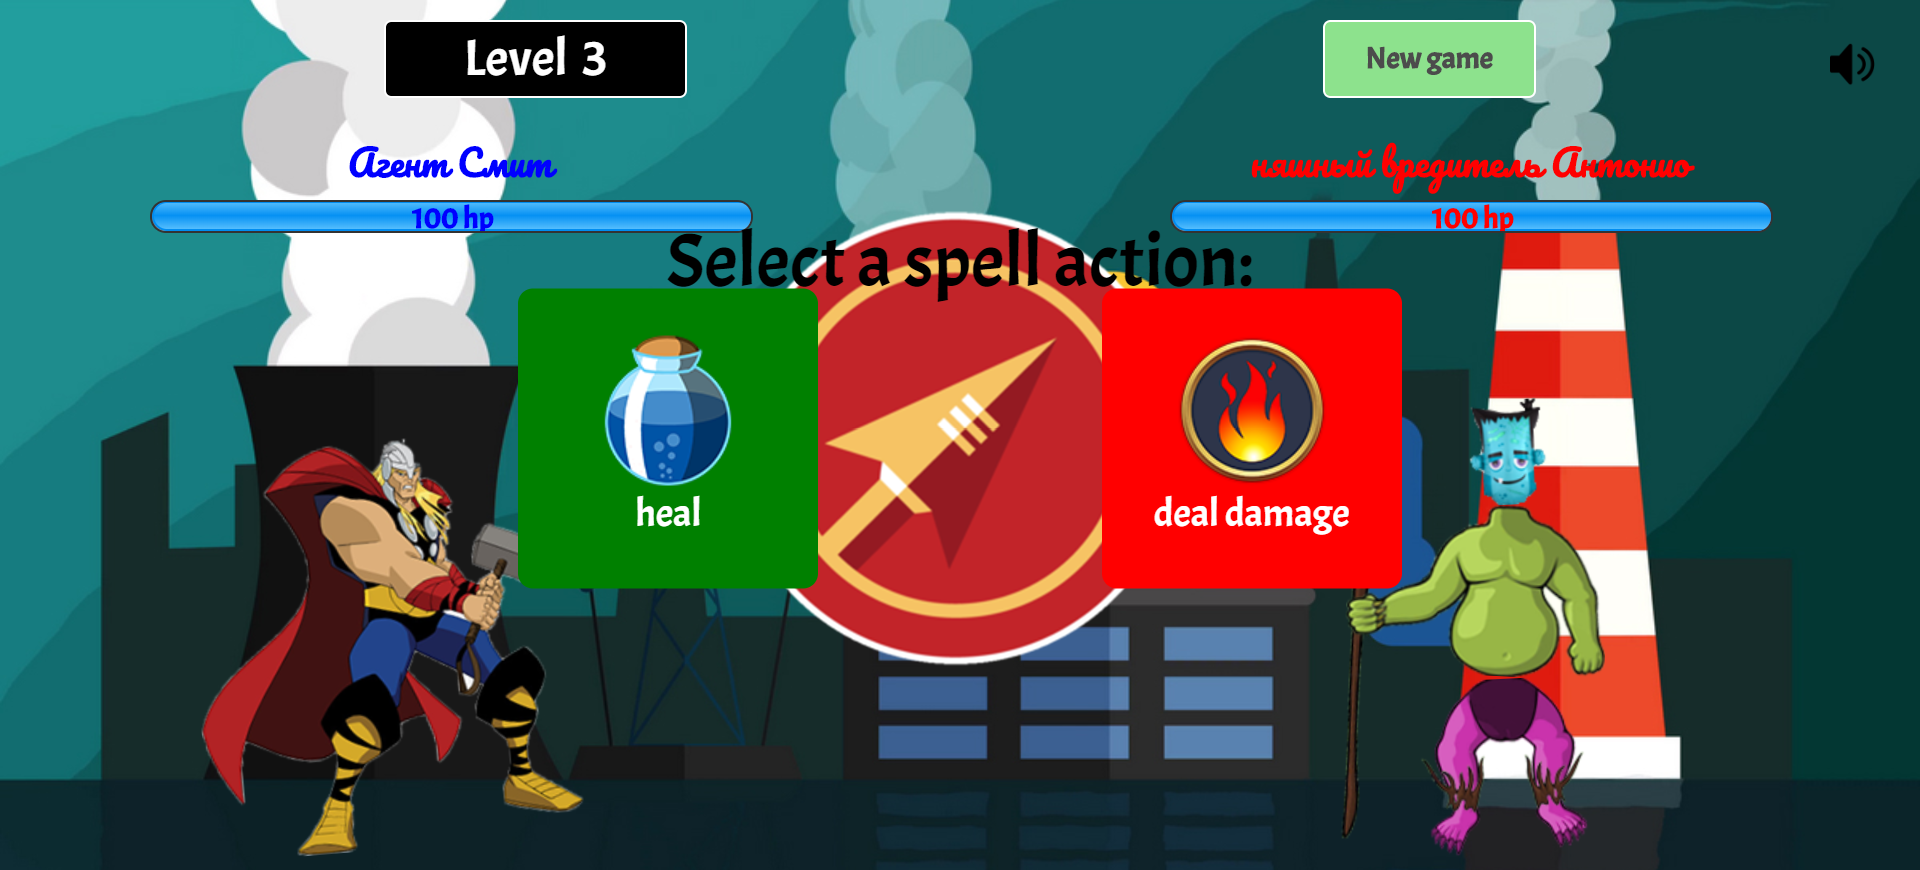 Level 3
New game
Агент Смит
няшный вредитель Антонио
100 hp
100 hp
Select a spell action:
heal
deal damage